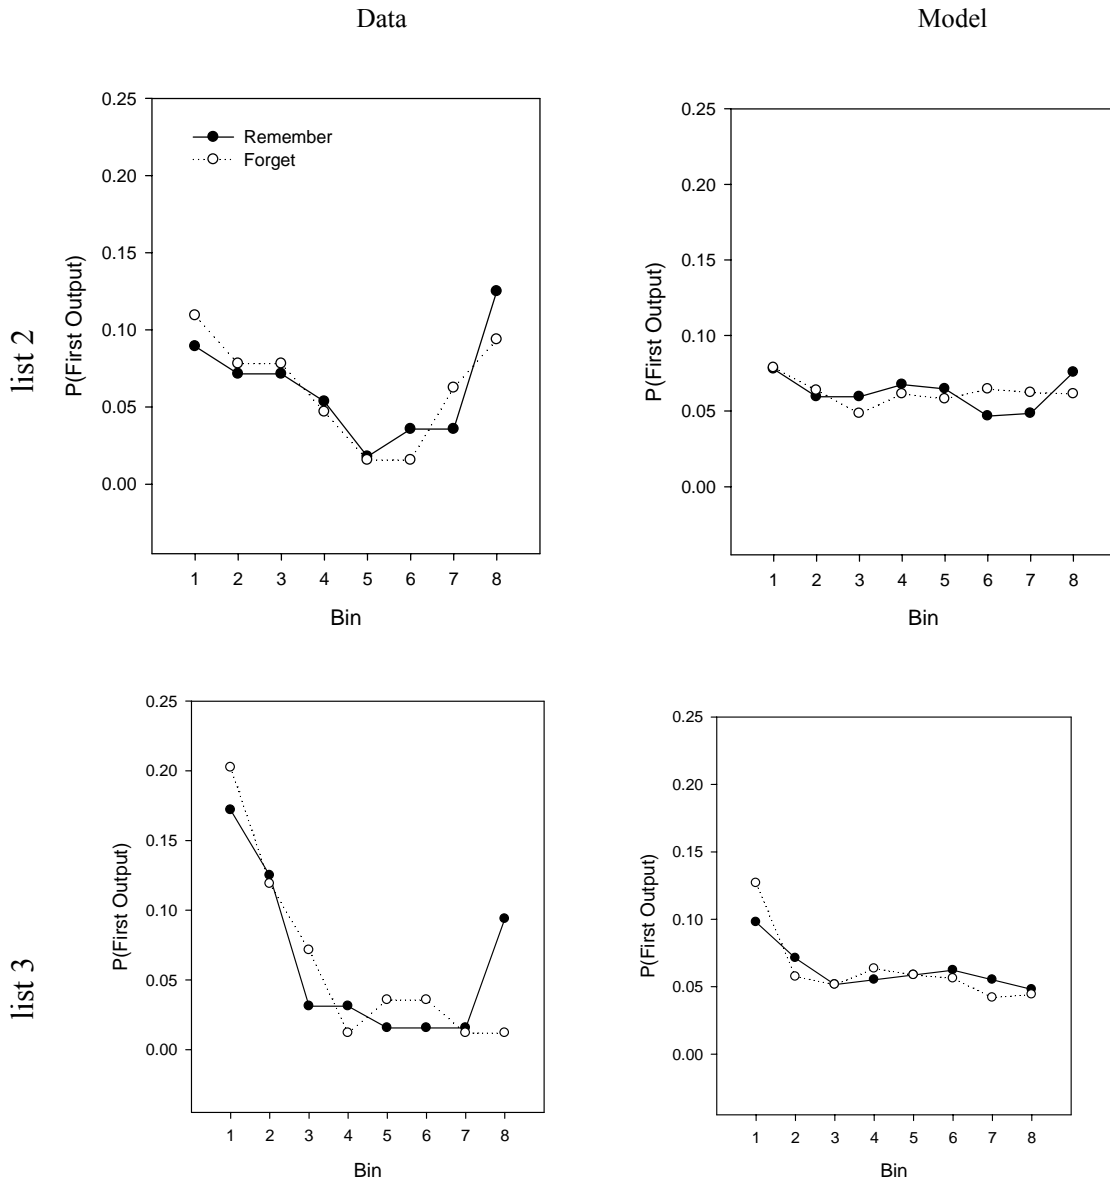 Data
Model
list 2
P(First Output)
0.25
0.20
0.15
0.10
0.05
0.00
Remember
Forget
1 2 3 4 5 6 7 8
Bin
P(First Output)
0.25
0.20
0.15
0.10
0.05
0.00
1 2 3 4 5 6 7 8
Bin
list 3
P(First Output)
0.25
0.20
0.15
0.10
0.05
0.00
1 2 3 4 5 6 7 8
Bin
P(First Output)
0.25
0.20
0.15
0.10
0.05
0.00
1 2 3 4 5 6 7 8
Bin